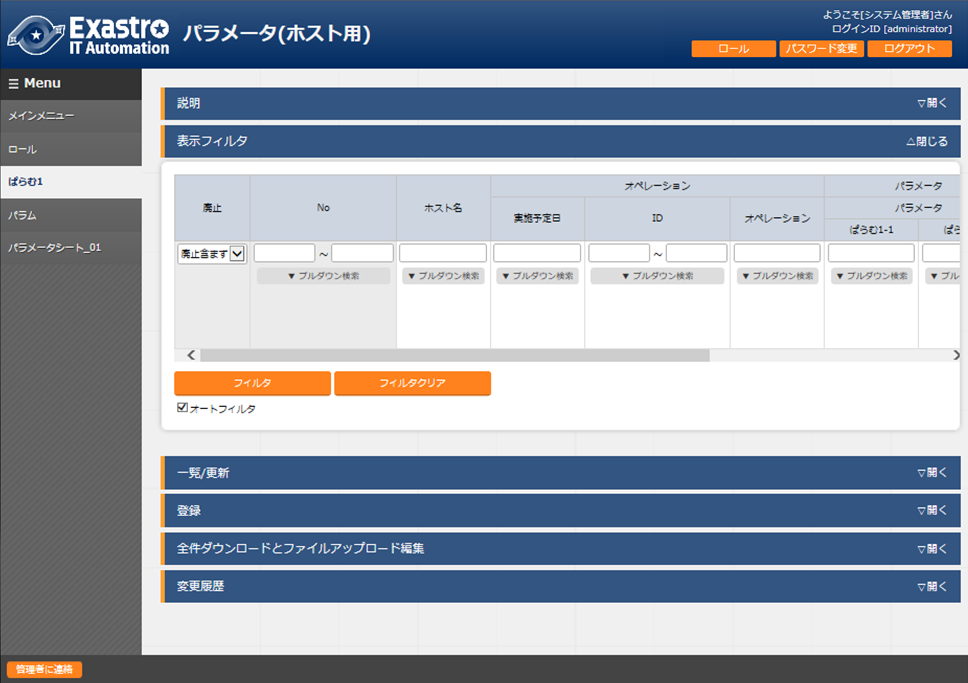 Exastro
IT Automation
パラメータ(ホスト用)
ようこそ[システム管理者]さん
ログインID [administrator]
ロール
パスワード変更
ログアウト
☰ Menu
メインメニュー
ロール
ぱらむ1
パラム
パラメータシート_01
説明
▽開く
表示フィルタ
△閉じる
廃止
No
ホスト名
オペレーション
パラメータ
実施予定日
ID
オペレーション
パラメータ
ぱらむ1-1
ぱら
廃止含まず
~
~
▼ プルダウン検索
▼ プルダウン検索
▼ プルダウン検索
▼ プルダウン検索
▼ プルダウン検索
▼ プルダウン検索
▼ プル
フィルタ
フィルタクリア
オートフィルタ
一覧/更新
▽開く
登録
▽開く
全件ダウンロードとファイルアップロード編集
▽開く
変更履歴
▽開く
管理者に連絡